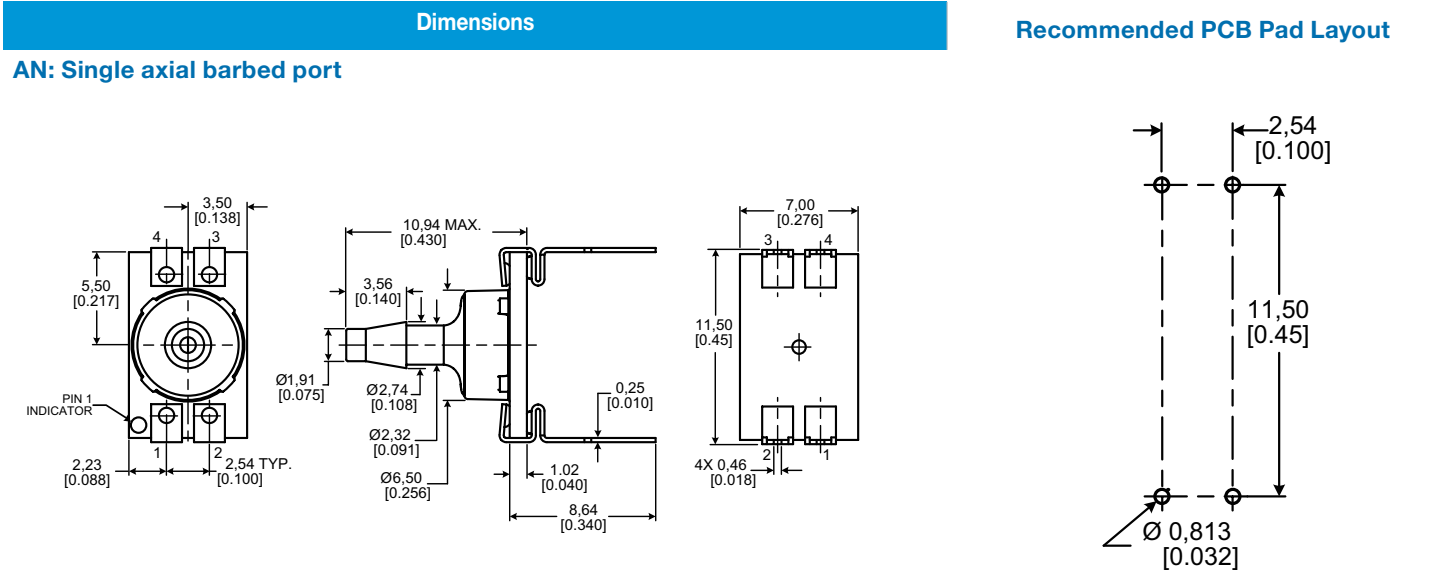 Dimensions
Recommended PCB Pad Layout
AN: Single axial barbed port
3,50
[0.138]
4
3
5,50
[0.217]
PIN 1
INDICATOR
1
2
2,23
[0.088]
2,54 TYP.
[0.100]
10,94 MAX.
[0.430]
3,56
[0.140]
Ø1,91
[0.075]
Ø2,74
[0.108]
Ø2,32
[0.091]
Ø6,50
[0.256]
0,25
[0.010]
1.02
[0.040]
8,64
[0.340]
7,00
[0.276]
3
4
11,50
[0.45]
2
1
4X 0,46
[0.018]
2,54
[0.100]
11,50
[0.45]
Ø 0,813
[0.032]